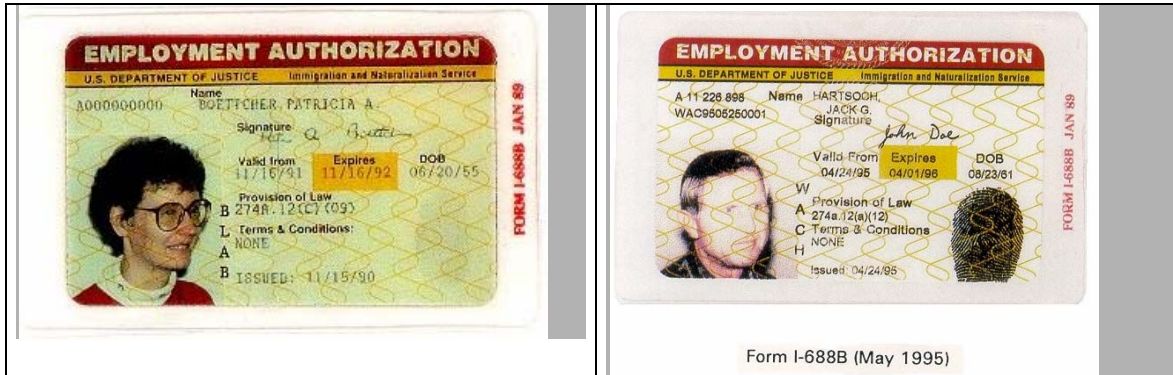 EMPLOYMENT AUTHORIZATION
U.S. DEPARTMENT OF JUSTICE Immigration and Naturalization Service
Name
A000000000 BOETTCHER, PATRICIA A.
Signature
Valid from Expires DOB
11/16/91 11/16/92 06/20/55
Provision of Law
B 274A.12(C)(09)
L Terms & Conditions:
A NONE
B ISSUED: 11/15/90
FORM I-688B JAN 89
EMPLOYMENT AUTHORIZATION
U.S. DEPARTMENT OF JUSTICE Immigration and Naturalization Service
A 11 226 898 Name HARTSOCH,
WAC9505250001 JACK G.
Signature
John Doe
Valid From Expires DOB
04/24/95 04/01/96 08/23/61
W
A Provision of Law
274a.12(a)(12)
C Terms & Conditions
H NONE
Issued: 04/24/95
FORM I-688B JAN 89
Form I-688B (May 1995)